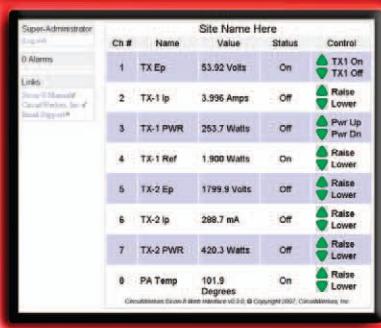 Super-Administrator
Logout
0 Alarms
Links
Site Name Here
Ch # Name Value Status Control
1 TX Ep 53.92 Volts On TX1 On
TX1 Off
2 TX-1 Ip 3.996 Amps Off Raise
Lower
3 TX-1 PWR 253.7 Watts Off Pwr Up
Pwr Dn
4 TX-1 Ref 1.900 Watts On Raise
Lower
5 TX-2 Ep 1799.9 Volts Off Raise
Lower
6 TX-2 Ip 288.7 mA Off Raise
Lower
7 TX-2 PWR 420.3 Watts Off Raise
Lower
8 PA Temp 101.9 On Raise
Degrees Lower
Web Interface Copyright 2007,